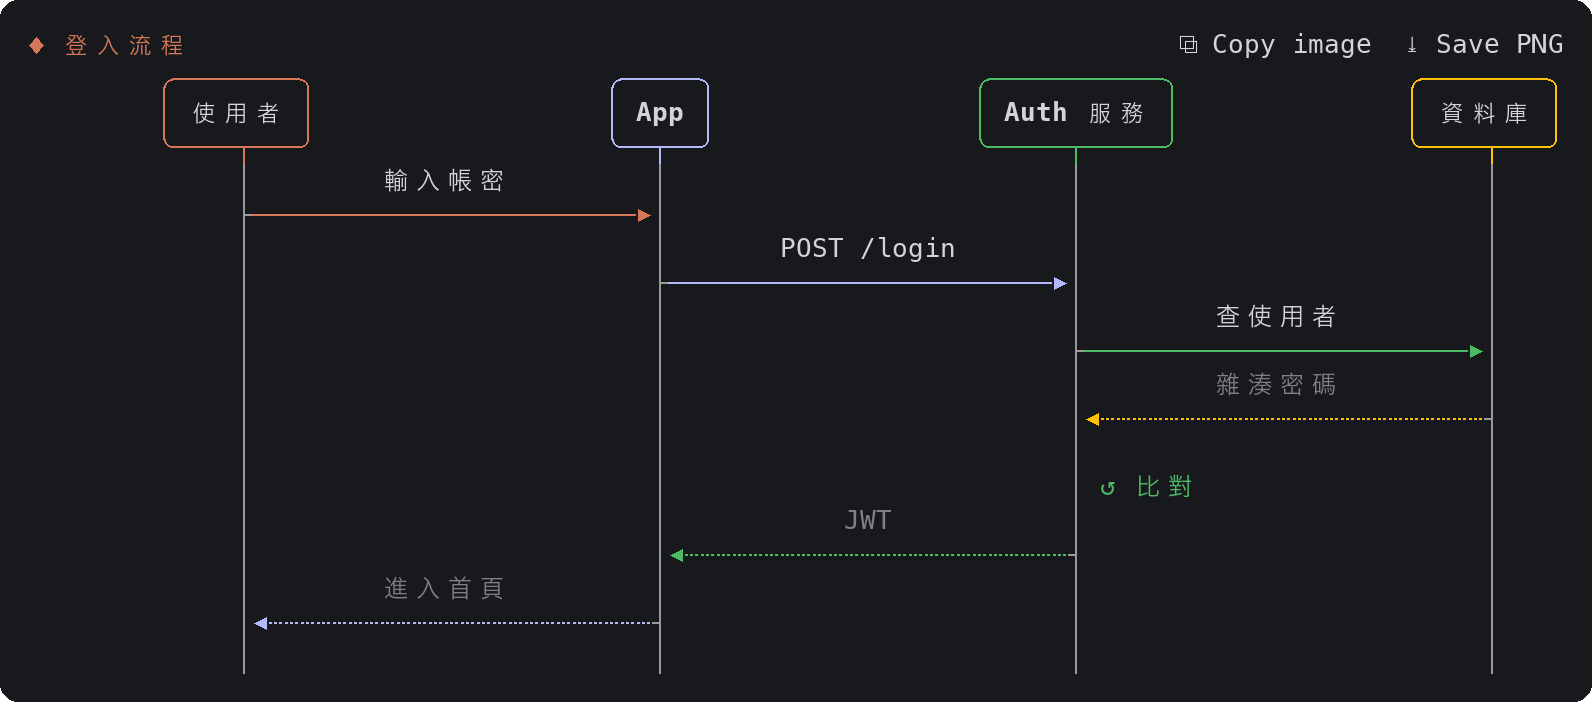 登入流程
Copy image
Save PNG
使用者
App
Auth 服務
資料庫
輸入帳密
POST /login
查使用者
雜湊密碼
↺ 比對
JWT
進入首頁